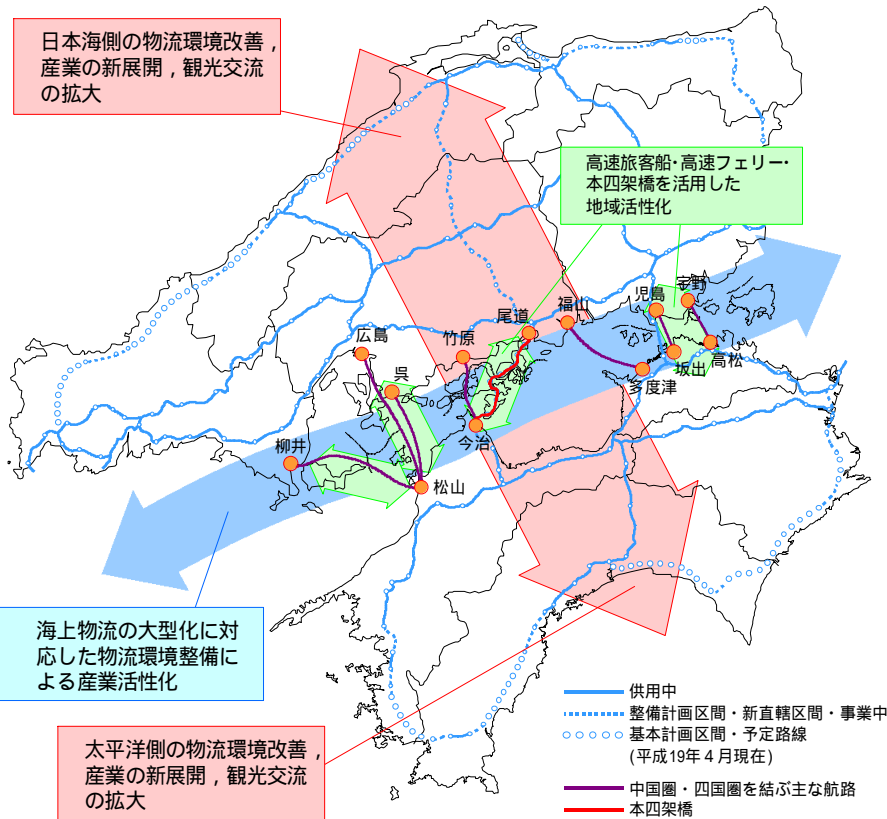 日本海側の物流環境改善，
産業の新展開，観光交流
の拡大
高速旅客船・高速フェリー・
本四架橋を活用した
地域活性化
宇野
児島
福山
尾道
高松
坂出
多度津
竹原
広島
呉
今治
柳井
松山
海上物流の大型化に対
応した物流環境整備に
よる産業活性化
太平洋側の物流環境改善，
産業の新展開，観光交流
の拡大
供用中
整備計画区間・新直轄区間・事業中
基本計画区間・予定路線
(平成19年４月現在)
中国圏・四国圏を結ぶ主な航路
本四架橋